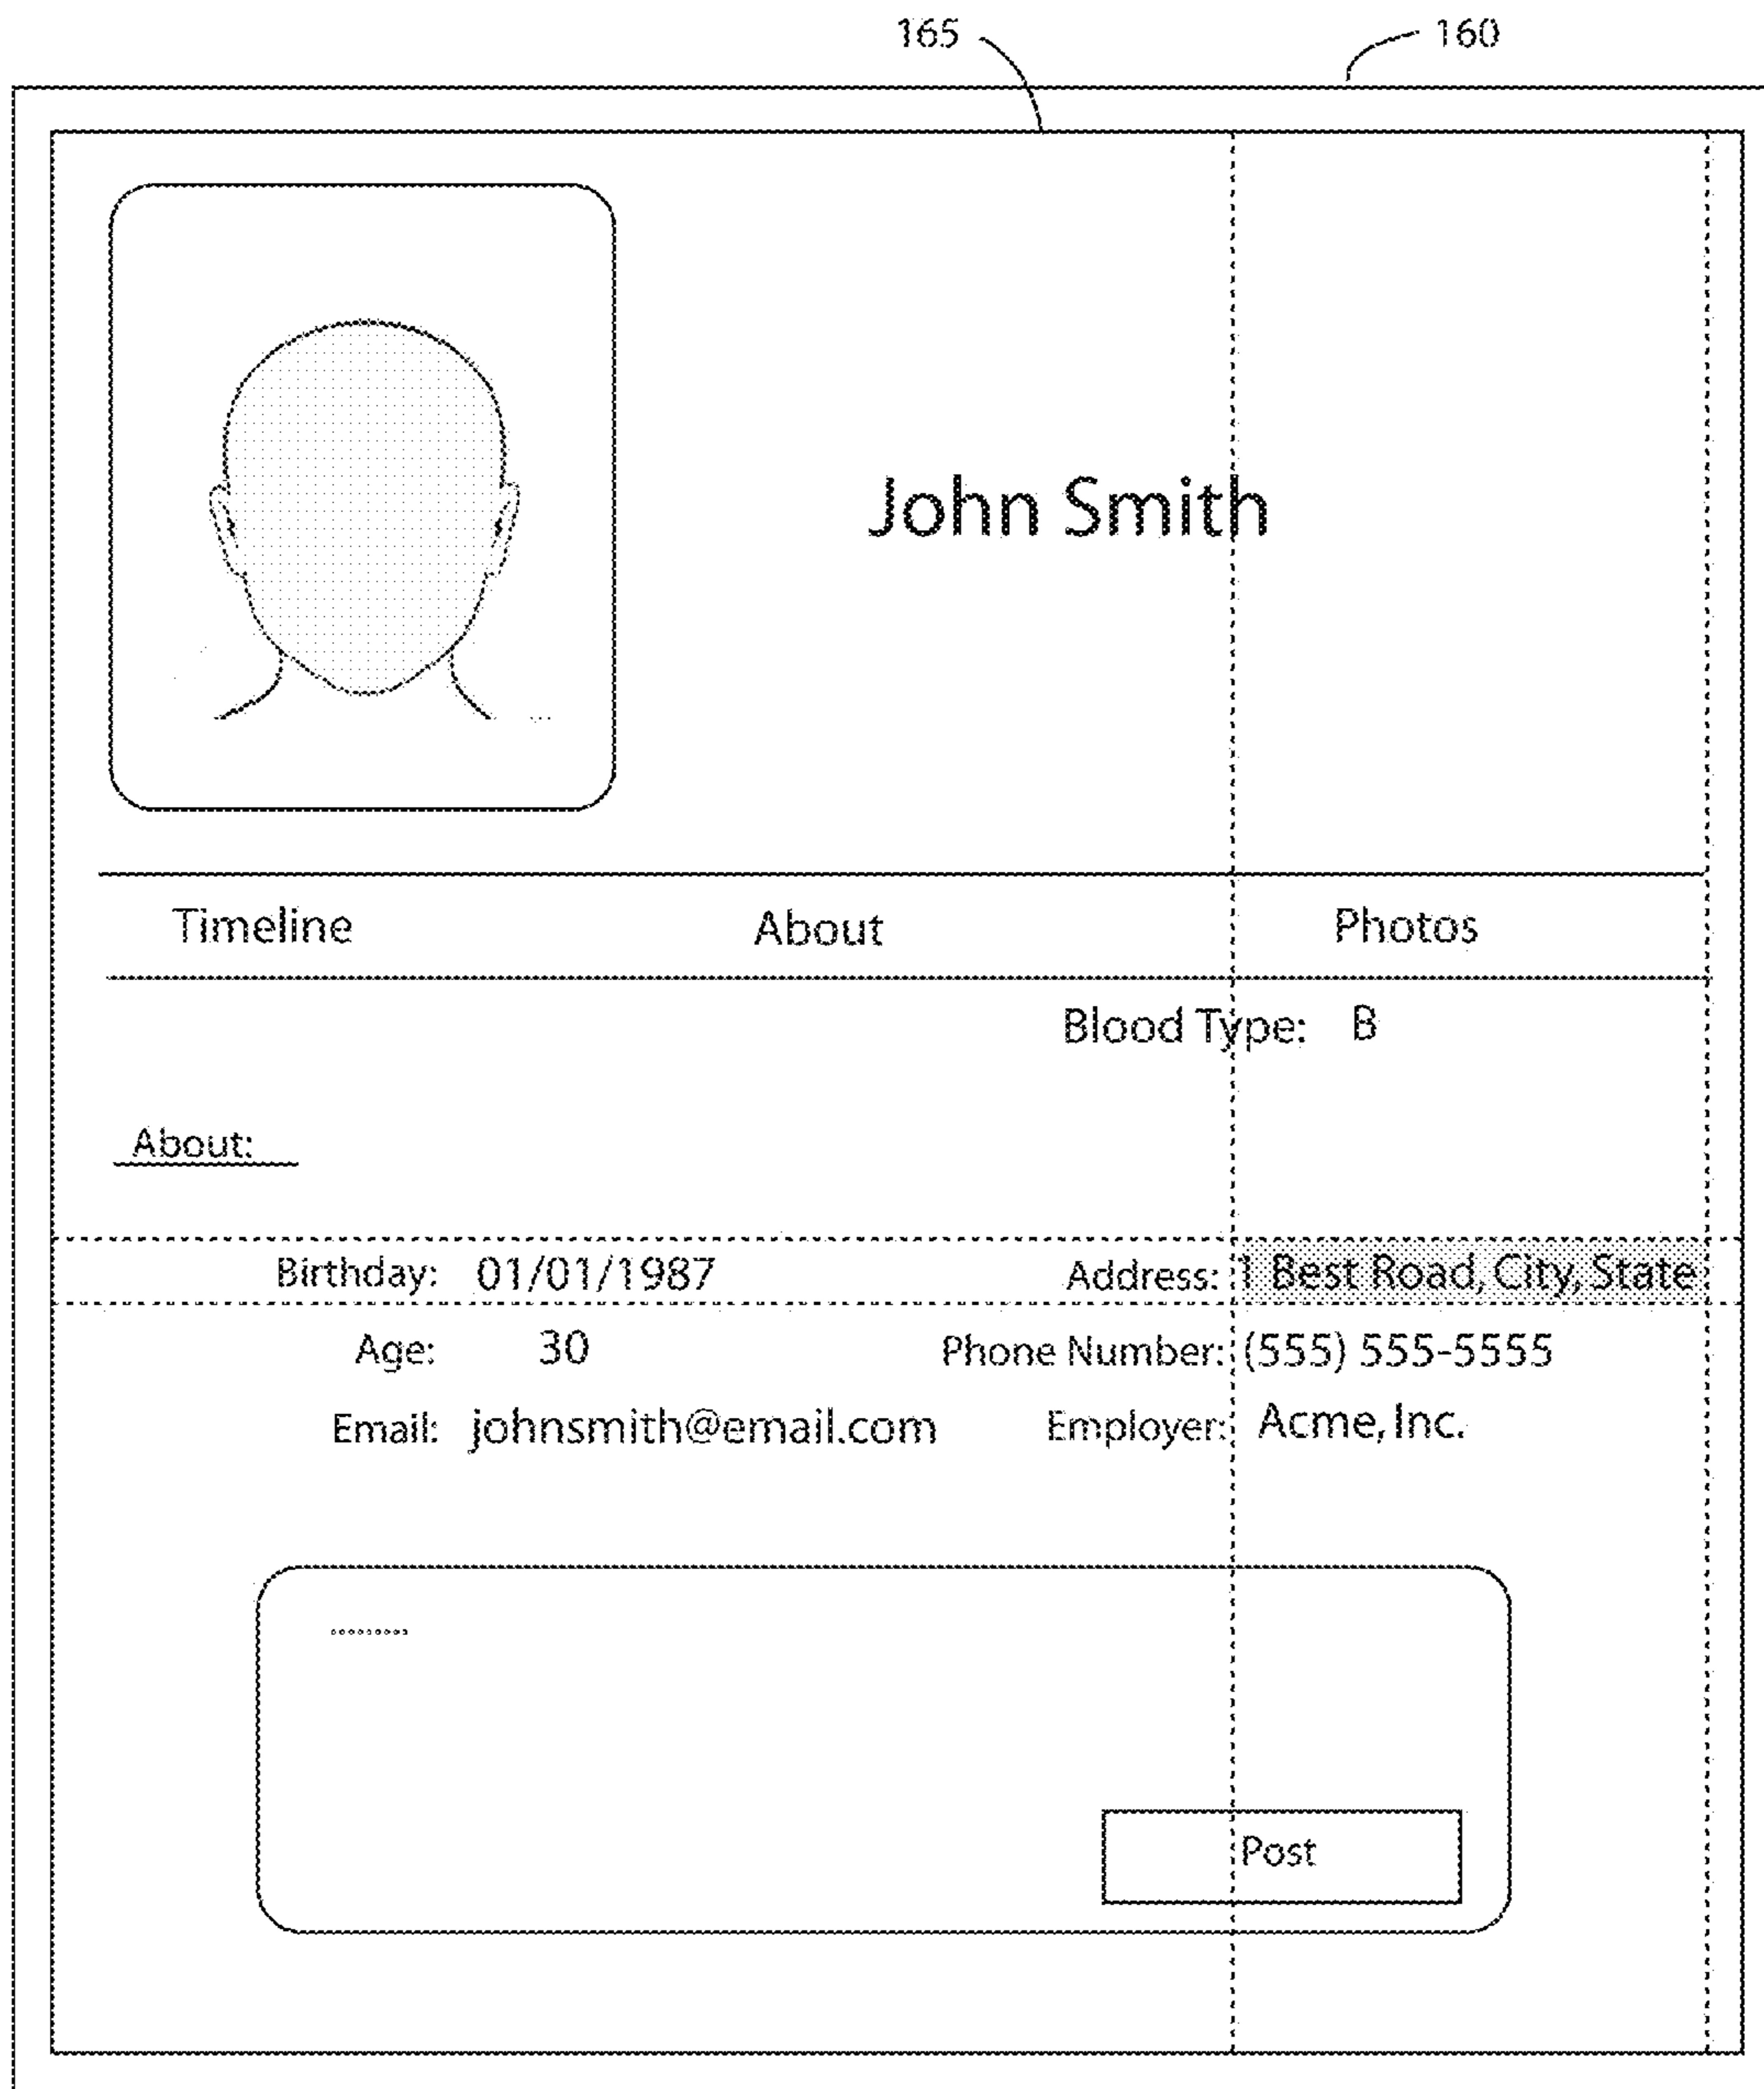 165 160
John Smith
Timeline About Photos
Blood Type: B
About:
Birthday: 01/01/1987 Address: 1 Best Road, City, State
Age: 30 Phone Number: (555) 555-5555
Email: johnsmith@email.com Employer: Acme, Inc.
Post